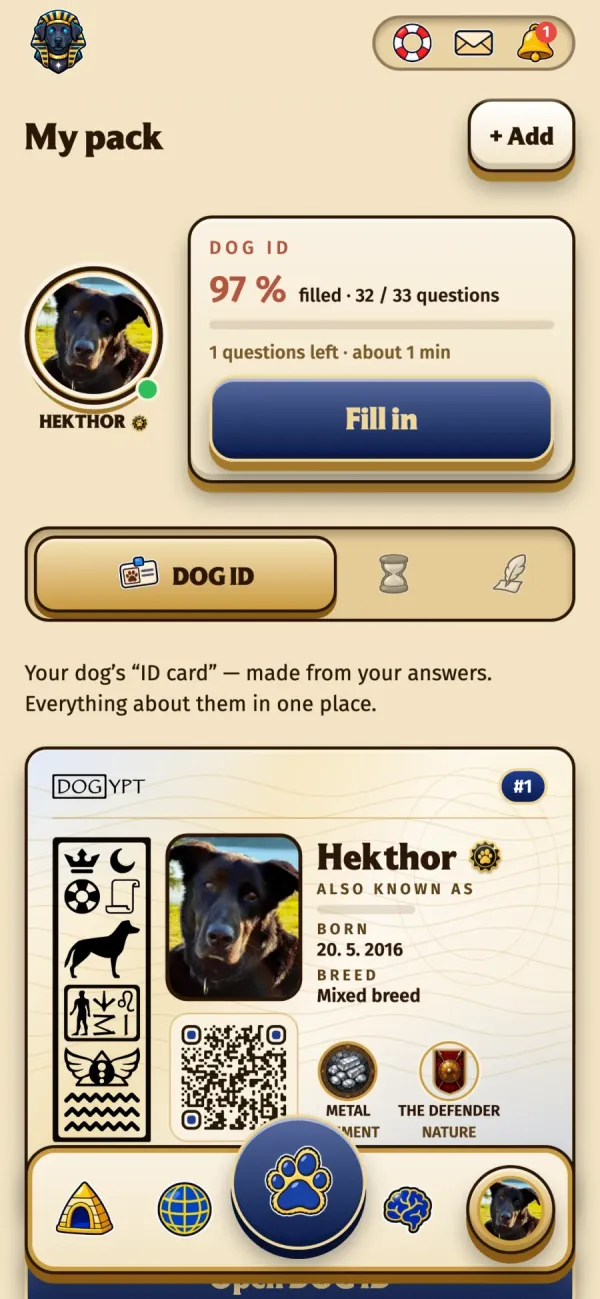 1
My pack
+ Add
DOG ID
97 % filled · 32 / 33 questions
1 questions left · about 1 min
Fill in
HEKTHOR
DOG ID
Your dog’s “ID card” — made from your answers.
Everything about them in one place.
DOGYPT
#1
Hekthor
ALSO KNOWN AS
BORN
20. 5. 2016
BREED
Mixed breed
METAL
THE DEFENDER
NATURE